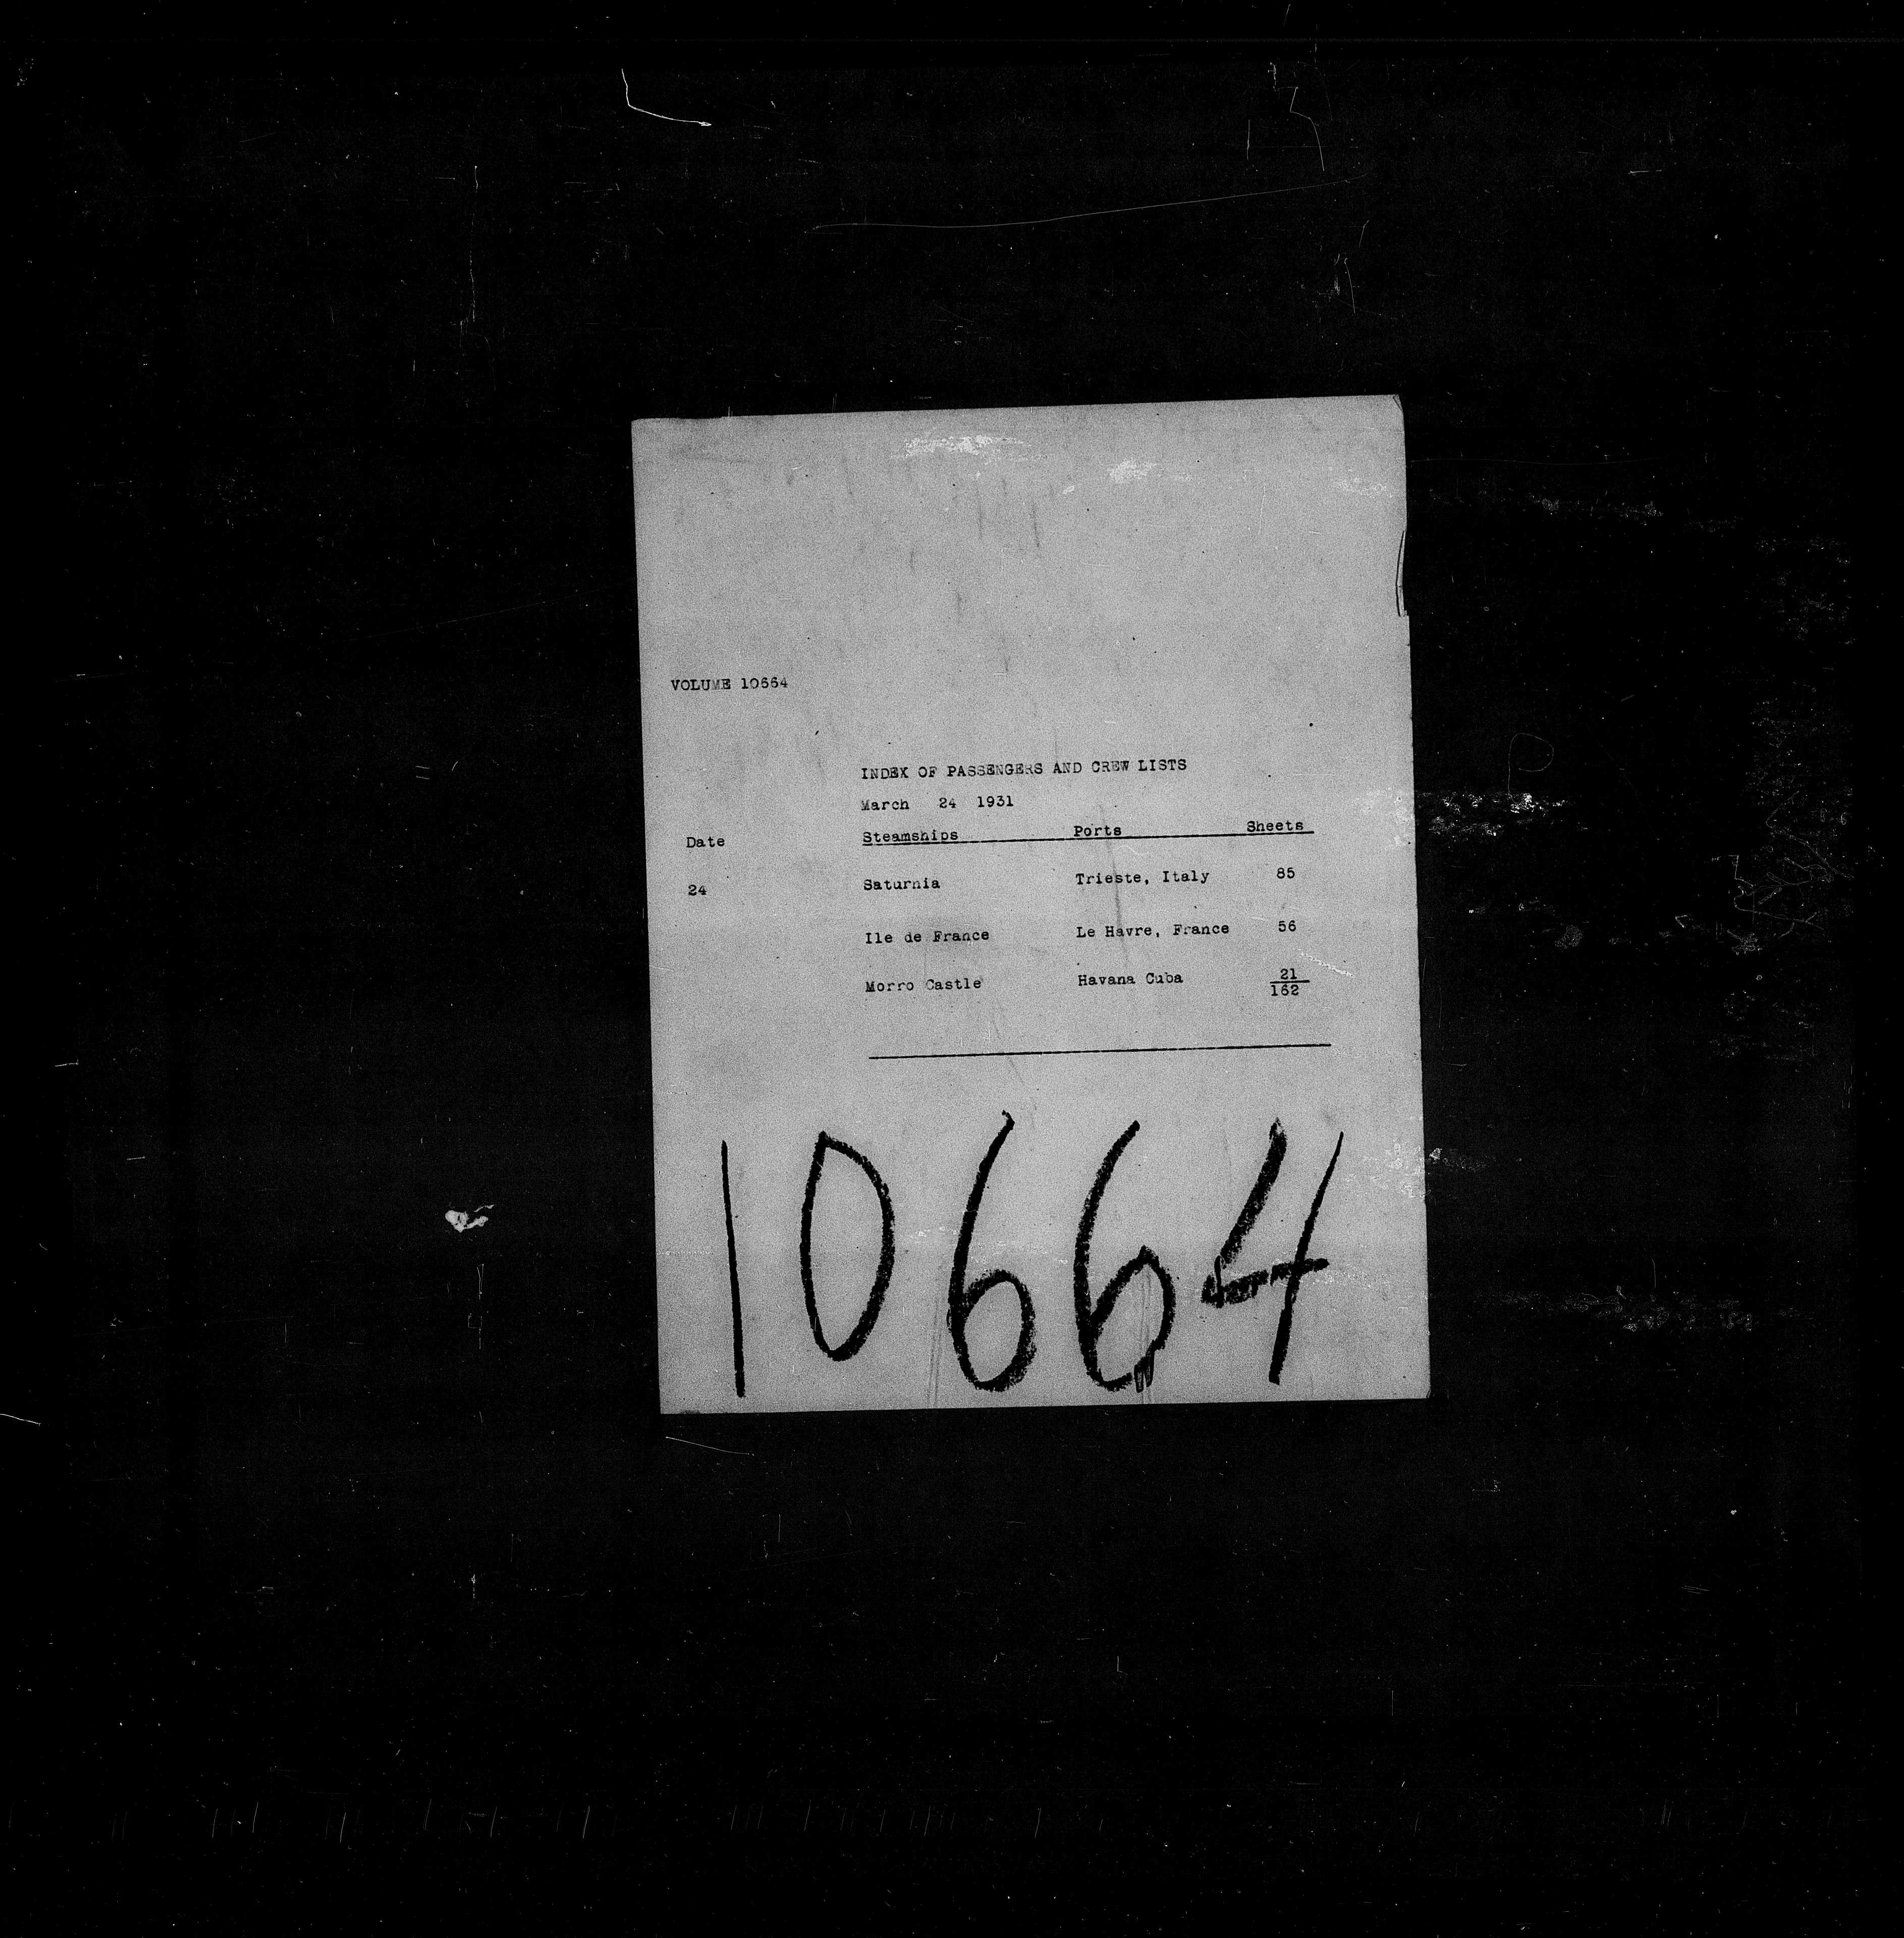 VOLUME 10664
INDEX OF PASSENGERS AND CREW LISTS
March 24 1931
Date Steamships Ports Sheets
24 Saturnia Trieste, Italy 85
Ile de France Le Havre, France 56
Morro Castle Havana Cuba 21
162
10664